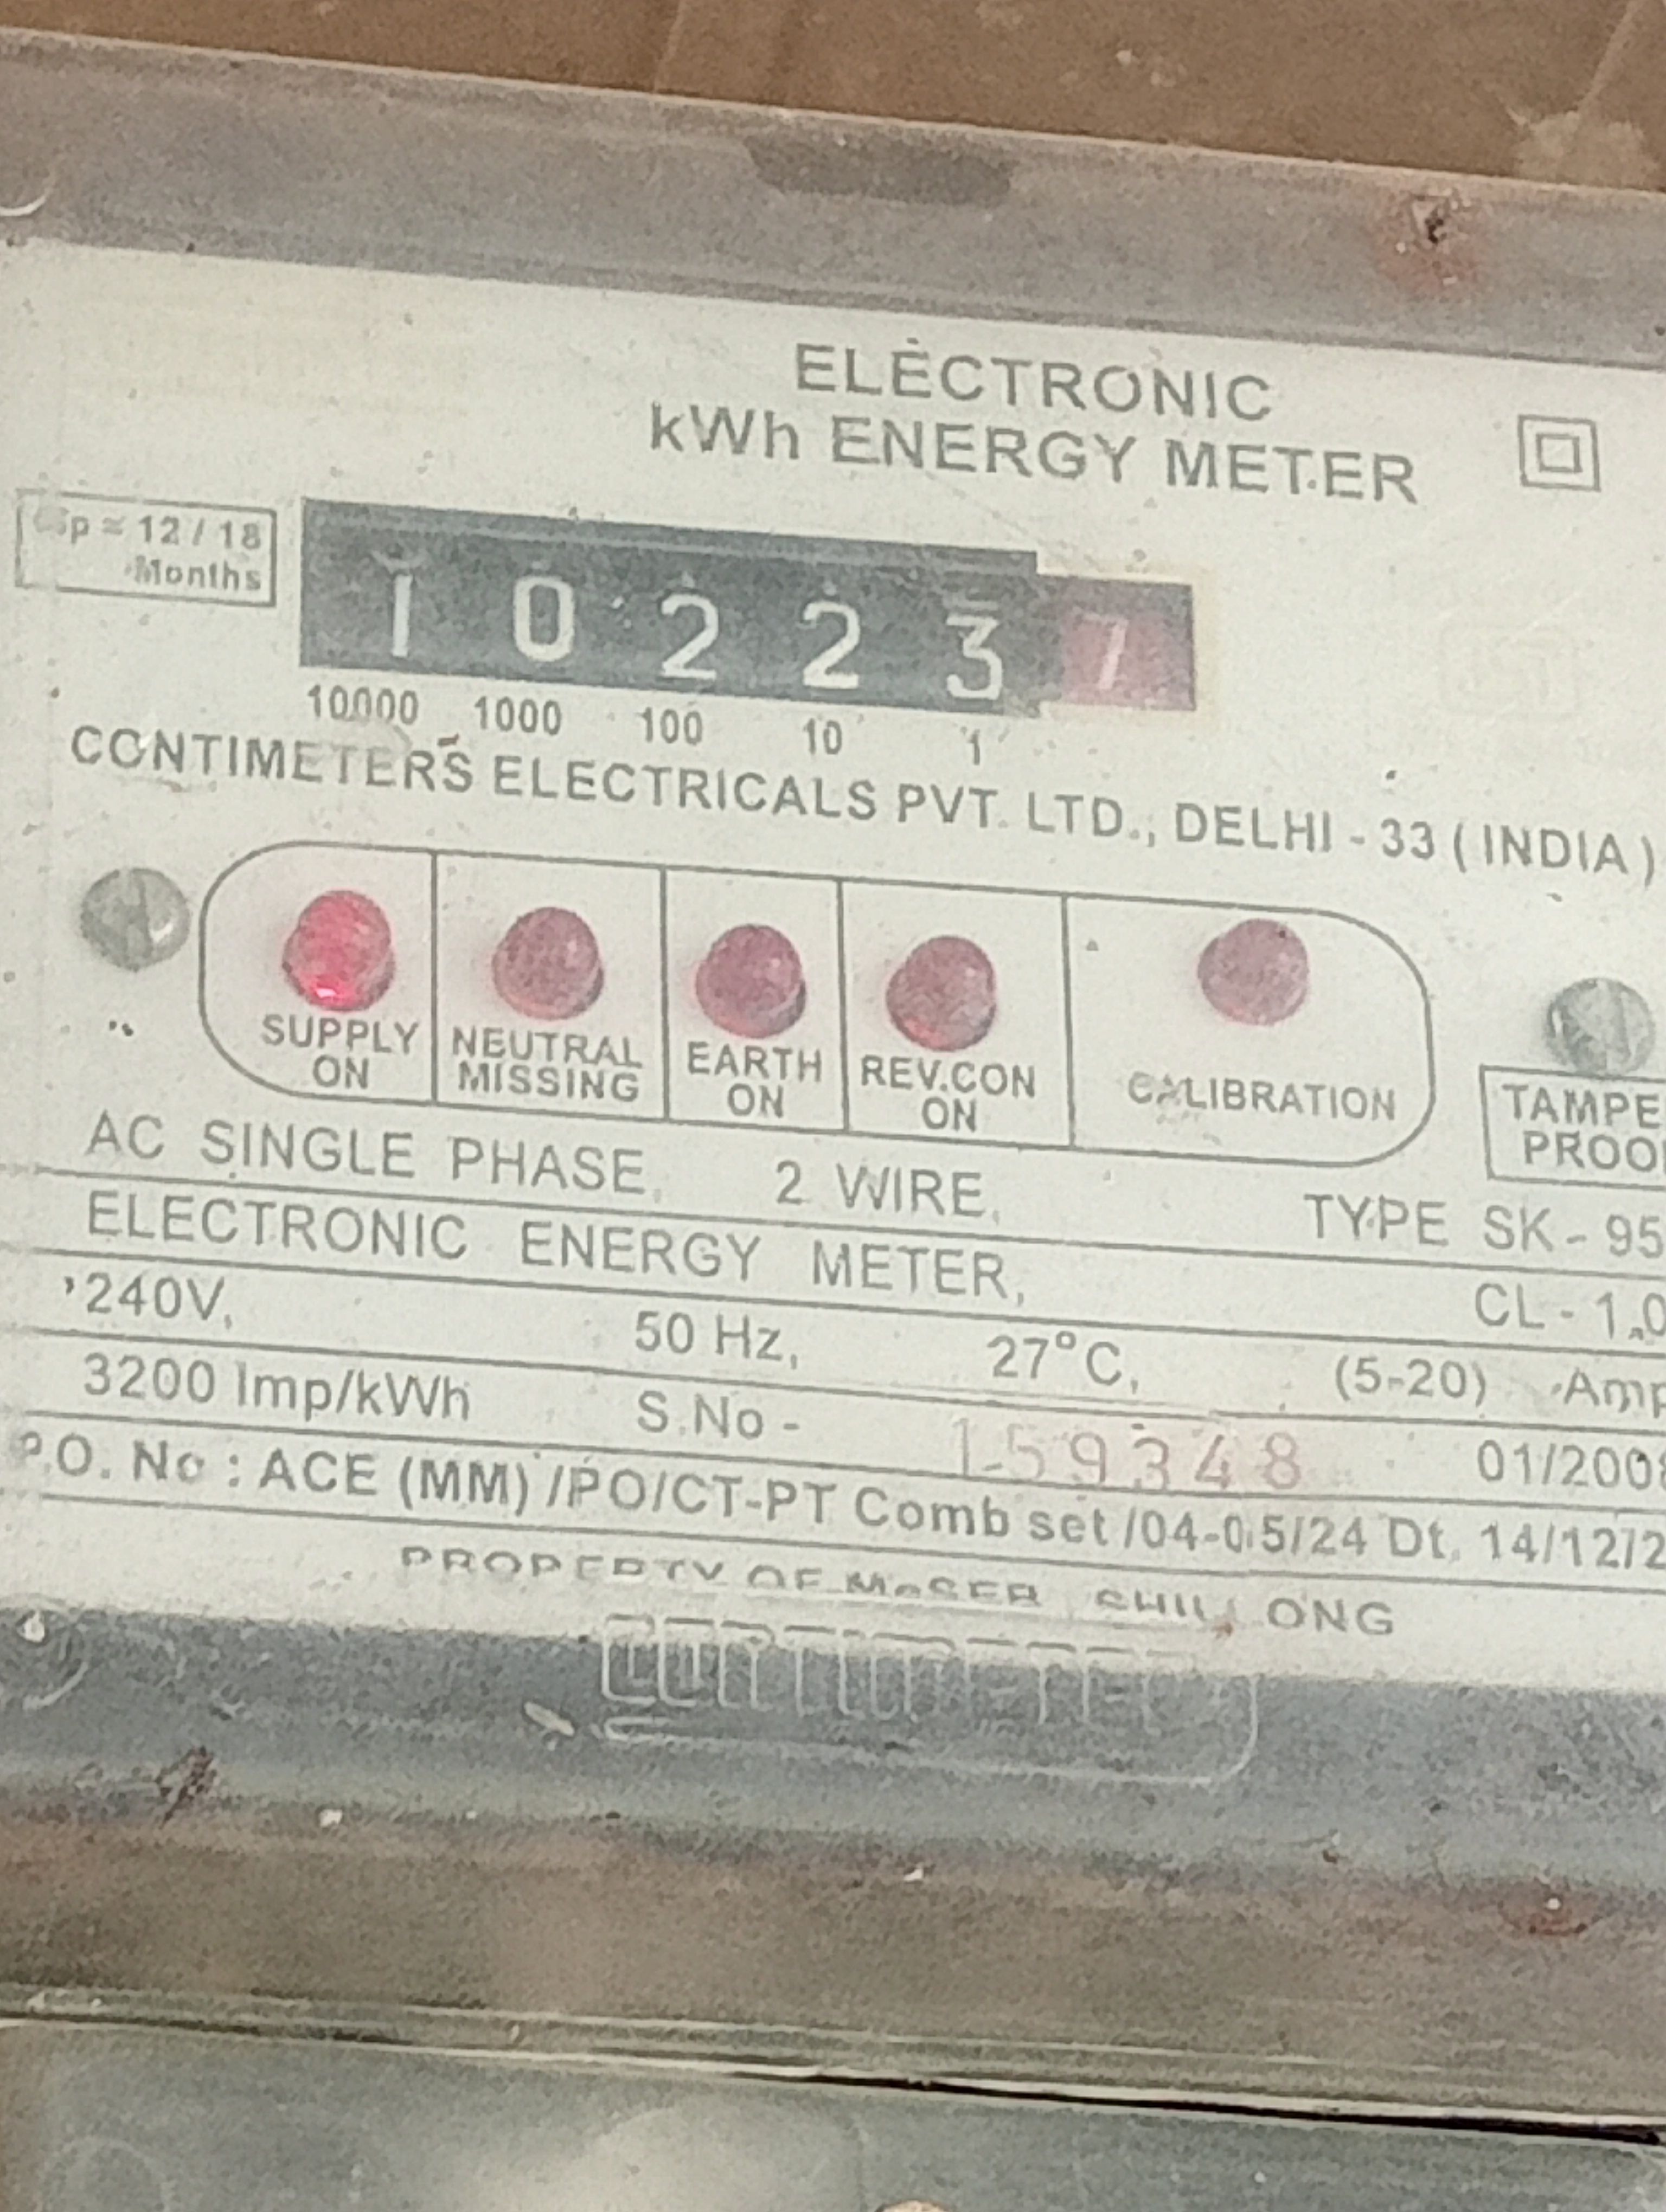 ELECTRONIC
kWh ENERGY METER
≃ 12 / 18
Months
1 0 2 2 3 7
10000 1000 100 10 1
CONTIMETERS ELECTRICALS PVT. LTD., DELHI - 33 ( INDIA )
SUPPLY ON
NEUTRAL MISSING
EARTH ON
REV.CON ON
CALIBRATION
TAMPE
PROO
AC SINGLE PHASE, 2 WIRE, TYPE SK - 95
ELECTRONIC ENERGY METER, CL - 1.0
240V, 50 Hz, 27°C, (5-20) Amp
3200 Imp/kWh S.No - 159348 01/200
P.O. No : ACE (MM) /PO/CT-PT Comb set /04-05/24 Dt. 14/12/2
PROPERTY OF MeSEB SHILLONG